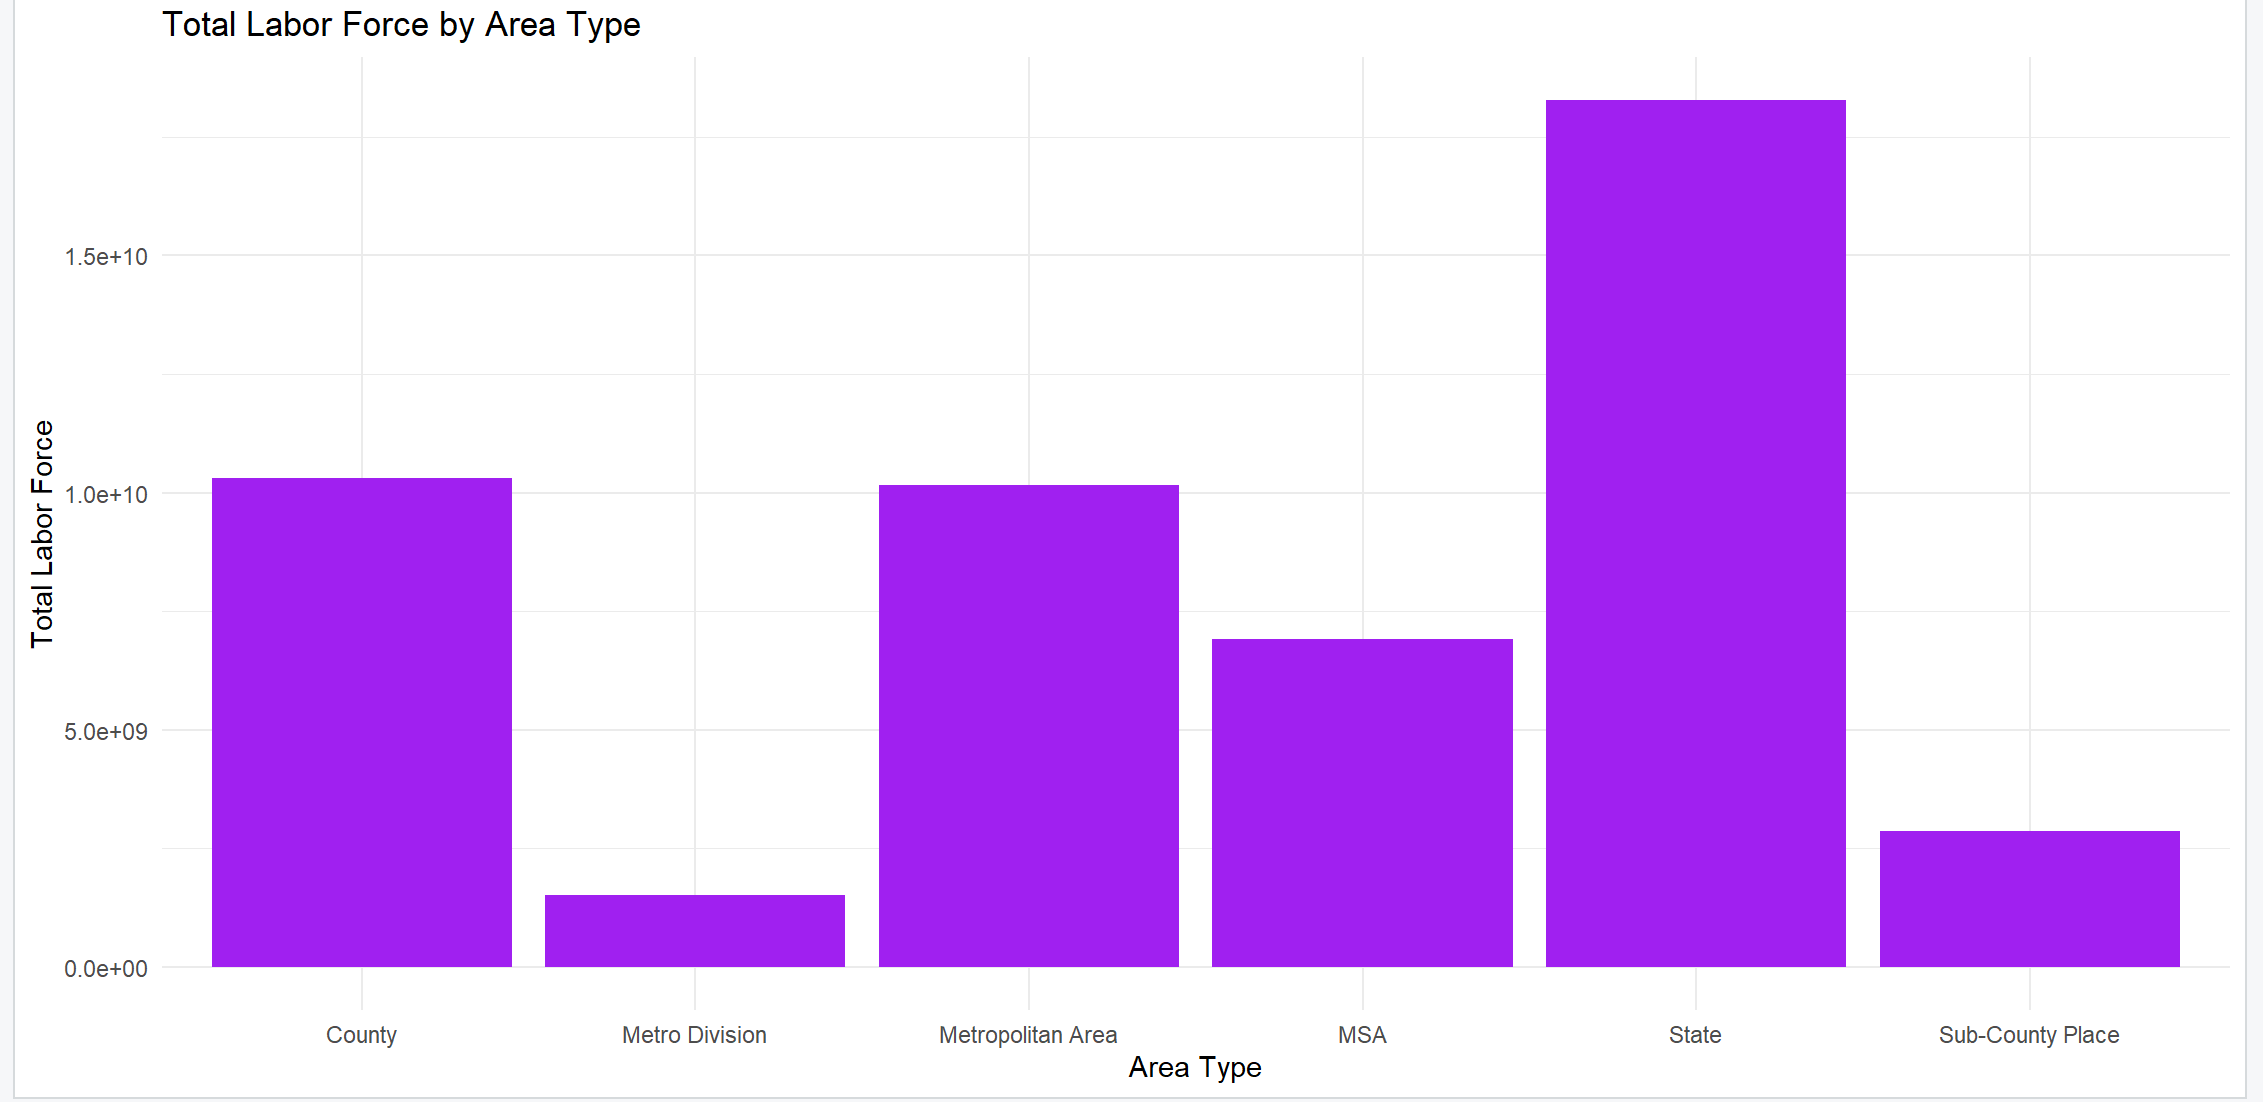 Total Labor Force by Area Type
Total Labor Force
1.5e+10
1.0e+10
5.0e+09
0.0e+00
County
Metro Division
Metropolitan Area
MSA
State
Sub-County Place
Area Type